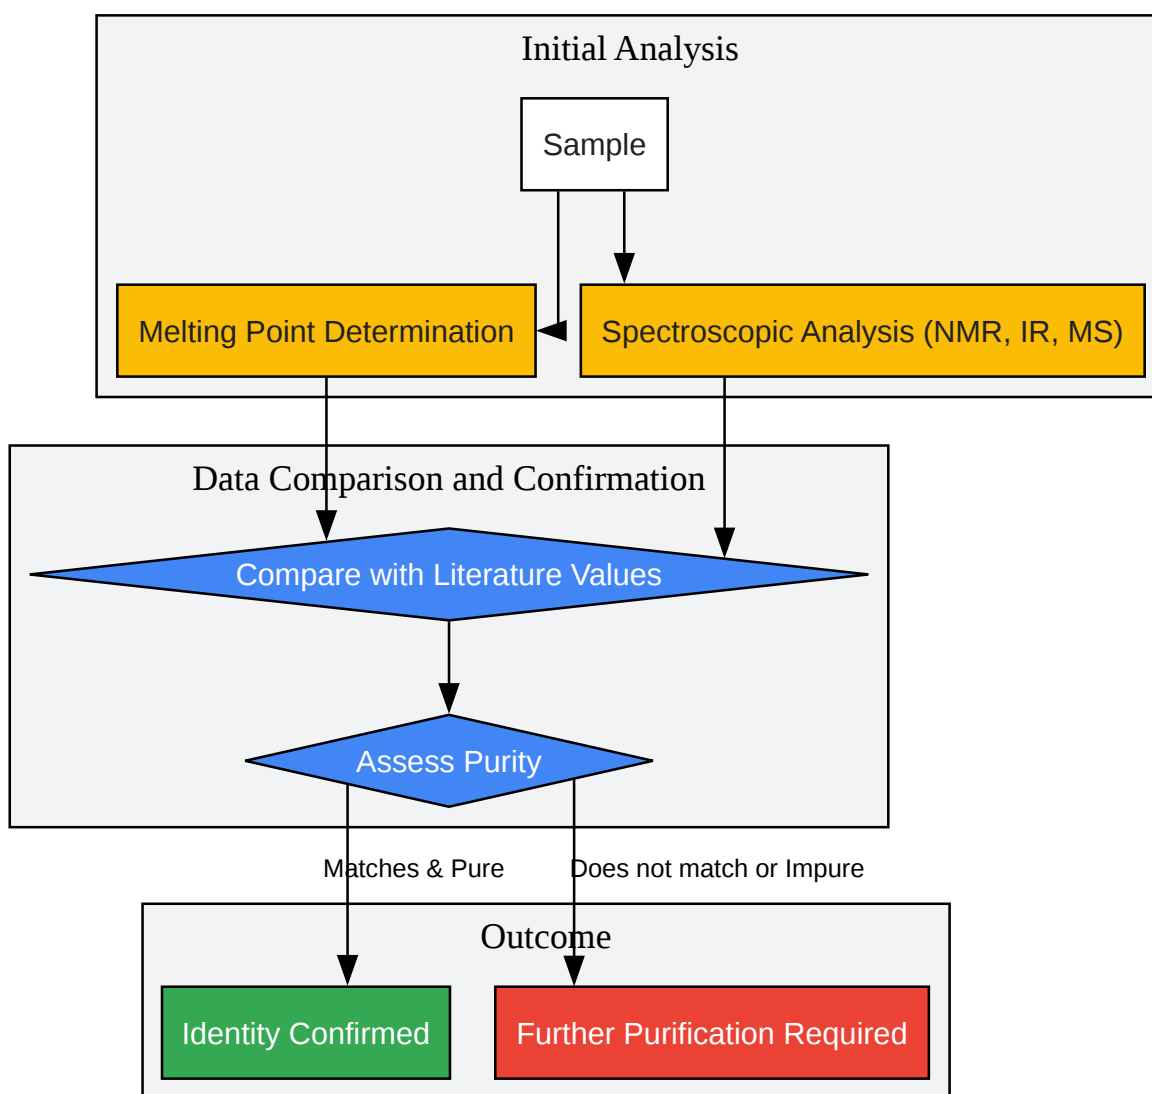 Initial Analysis
Sample
Melting Point Determination
Spectroscopic Analysis (NMR, IR, MS)
Data Comparison and Confirmation
Compare with Literature Values
Assess Purity
Matches & Pure
Does not match or Impure
Outcome
Identity Confirmed
Further Purification Required